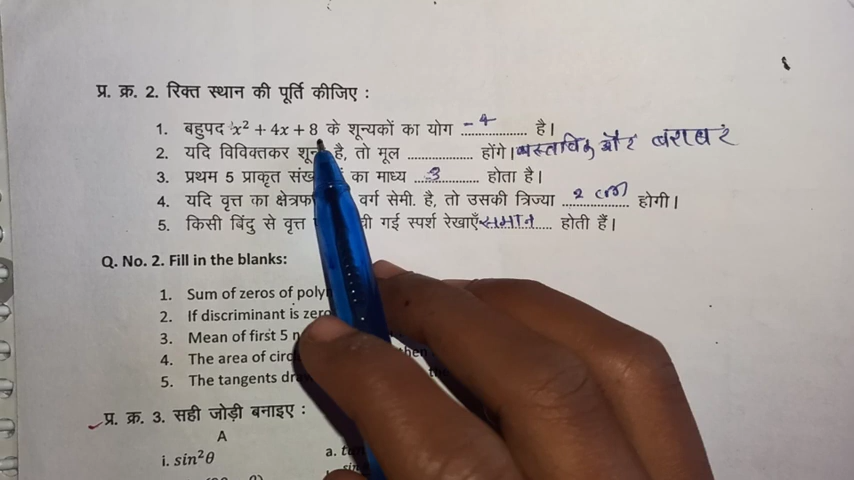 प्र. क्र. 2. रिक्त स्थान की पूर्ति कीजिए :
1. बहुपद x² + 4x + 8 के शून्यकों का योग -4 है।
2. यदि विविक्तकर शून् है, तो मूल .................. होंगे। वास्तविक और बराबर
3. प्रथम 5 प्राकृत संख का माध्य 3 होता है।
4. यदि वृत्त का क्षेत्रफ वर्ग सेमी. है, तो उसकी त्रिज्या 2 cm होगी।
5. किसी बिंदु से वृत्त गई स्पर्श रेखाएँ समान होती हैं।
Q. No. 2. Fill in the blanks:
1. Sum of zeros of poly
2. If discriminant is zero
3. Mean of first 5 n
4. The area of circ then
5. The tangents dra
प्र. क्र. 3. सही जोड़ी बनाइए :
A
i. sin²θ a. tan